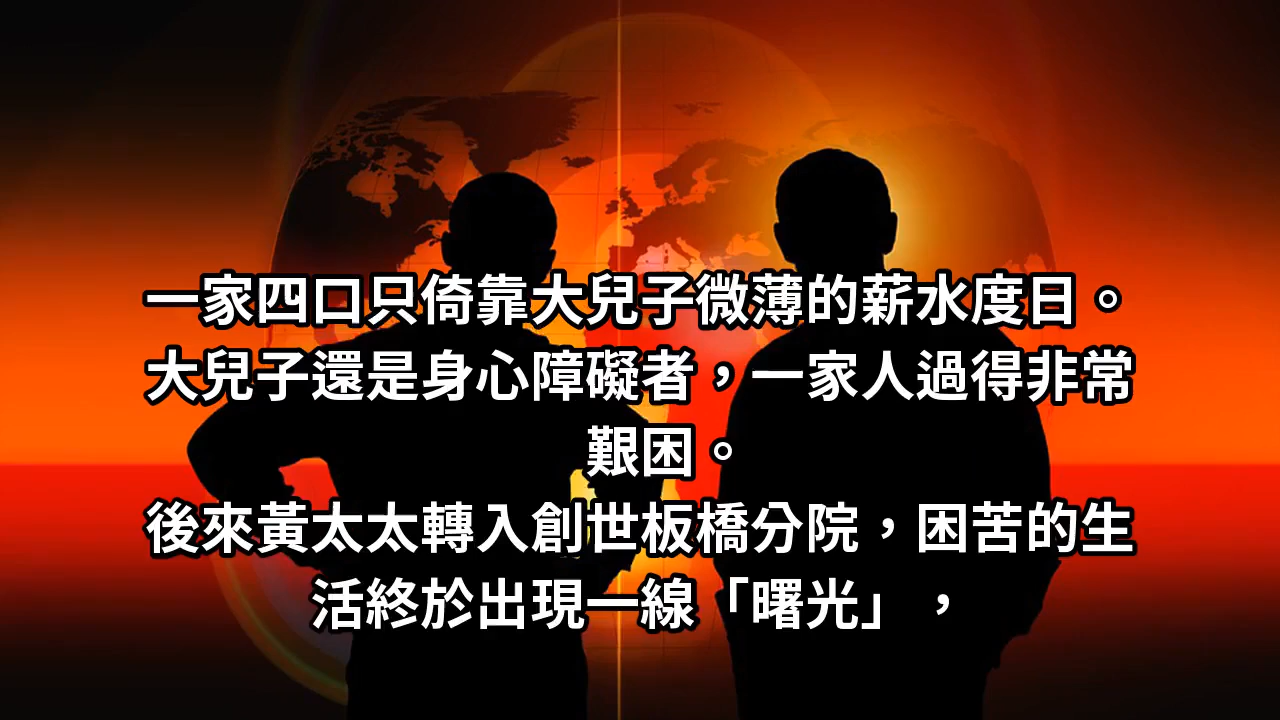 一家四口只倚靠大兒子微薄的薪水度日。
大兒子還是身心障礙者，一家人過得非常
艱困。
後來黃太太轉入創世板橋分院，困苦的生
活終於出現一線「曙光」，